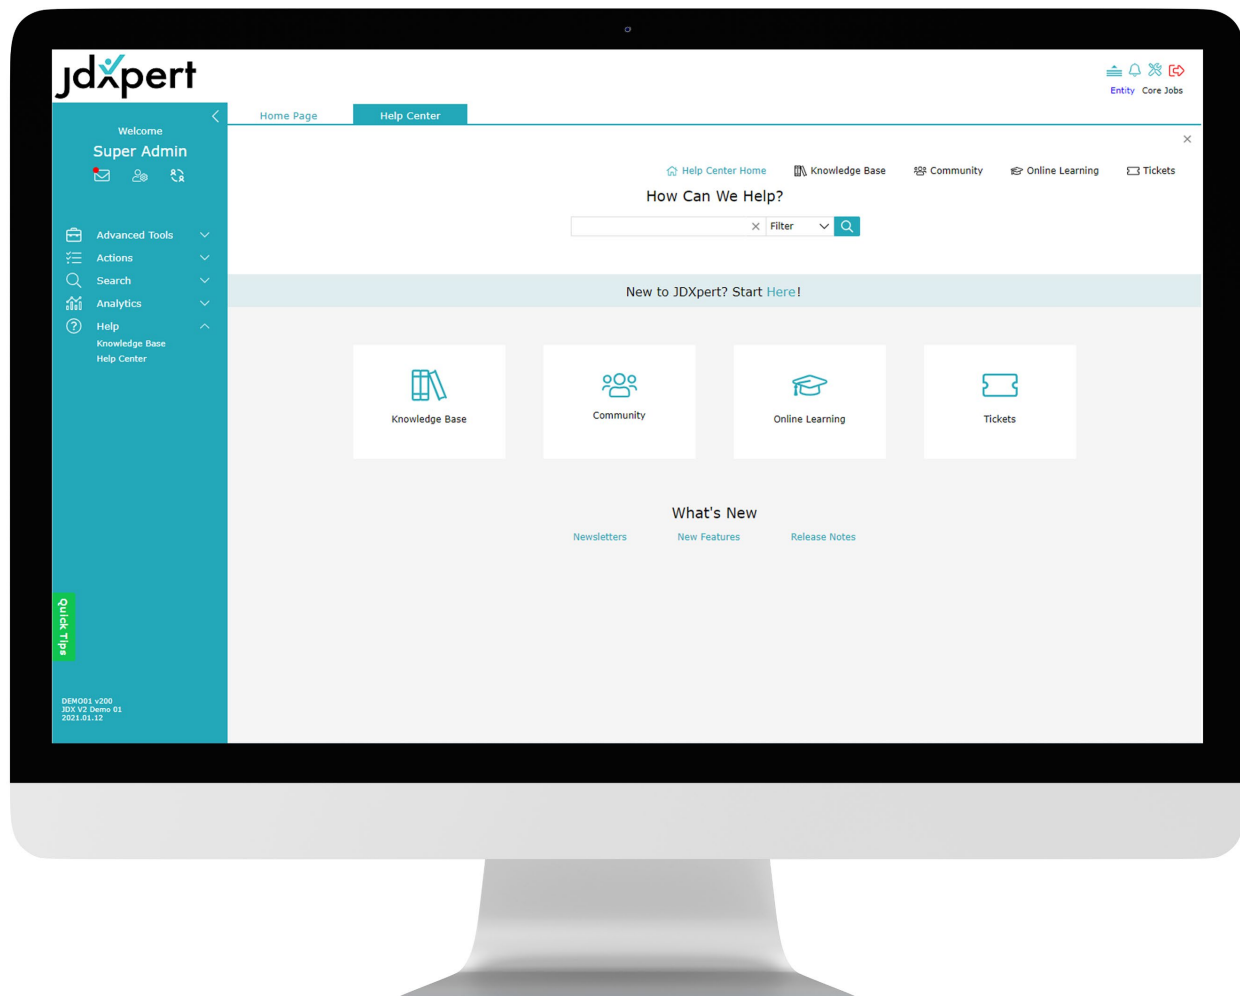 jdxpert
Entity Core Jobs
Welcome
Super Admin
Advanced Tools
Actions
Search
Analytics
Help
Knowledge Base
Help Center
Quick Tips
DEMO01 v200
JDX V2 Demo 01
2021.01.12
Home Page Help Center
Help Center Home Knowledge Base Community Online Learning Tickets
How Can We Help?
Filter
New to JDXpert? Start Here!
Knowledge Base Community Online Learning Tickets
What's New
Newsletters New Features Release Notes